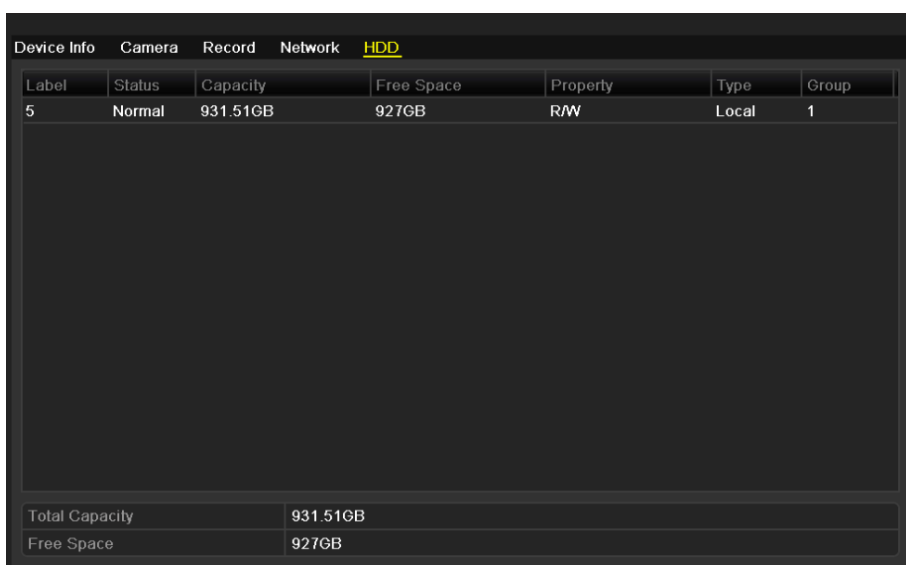 Device Info Camera Record Network HDD
Label Status Capacity Free Space Property Type Group
5 Normal 931.51GB 927GB R/W Local 1
Total Capacity 931.51GB
Free Space 927GB